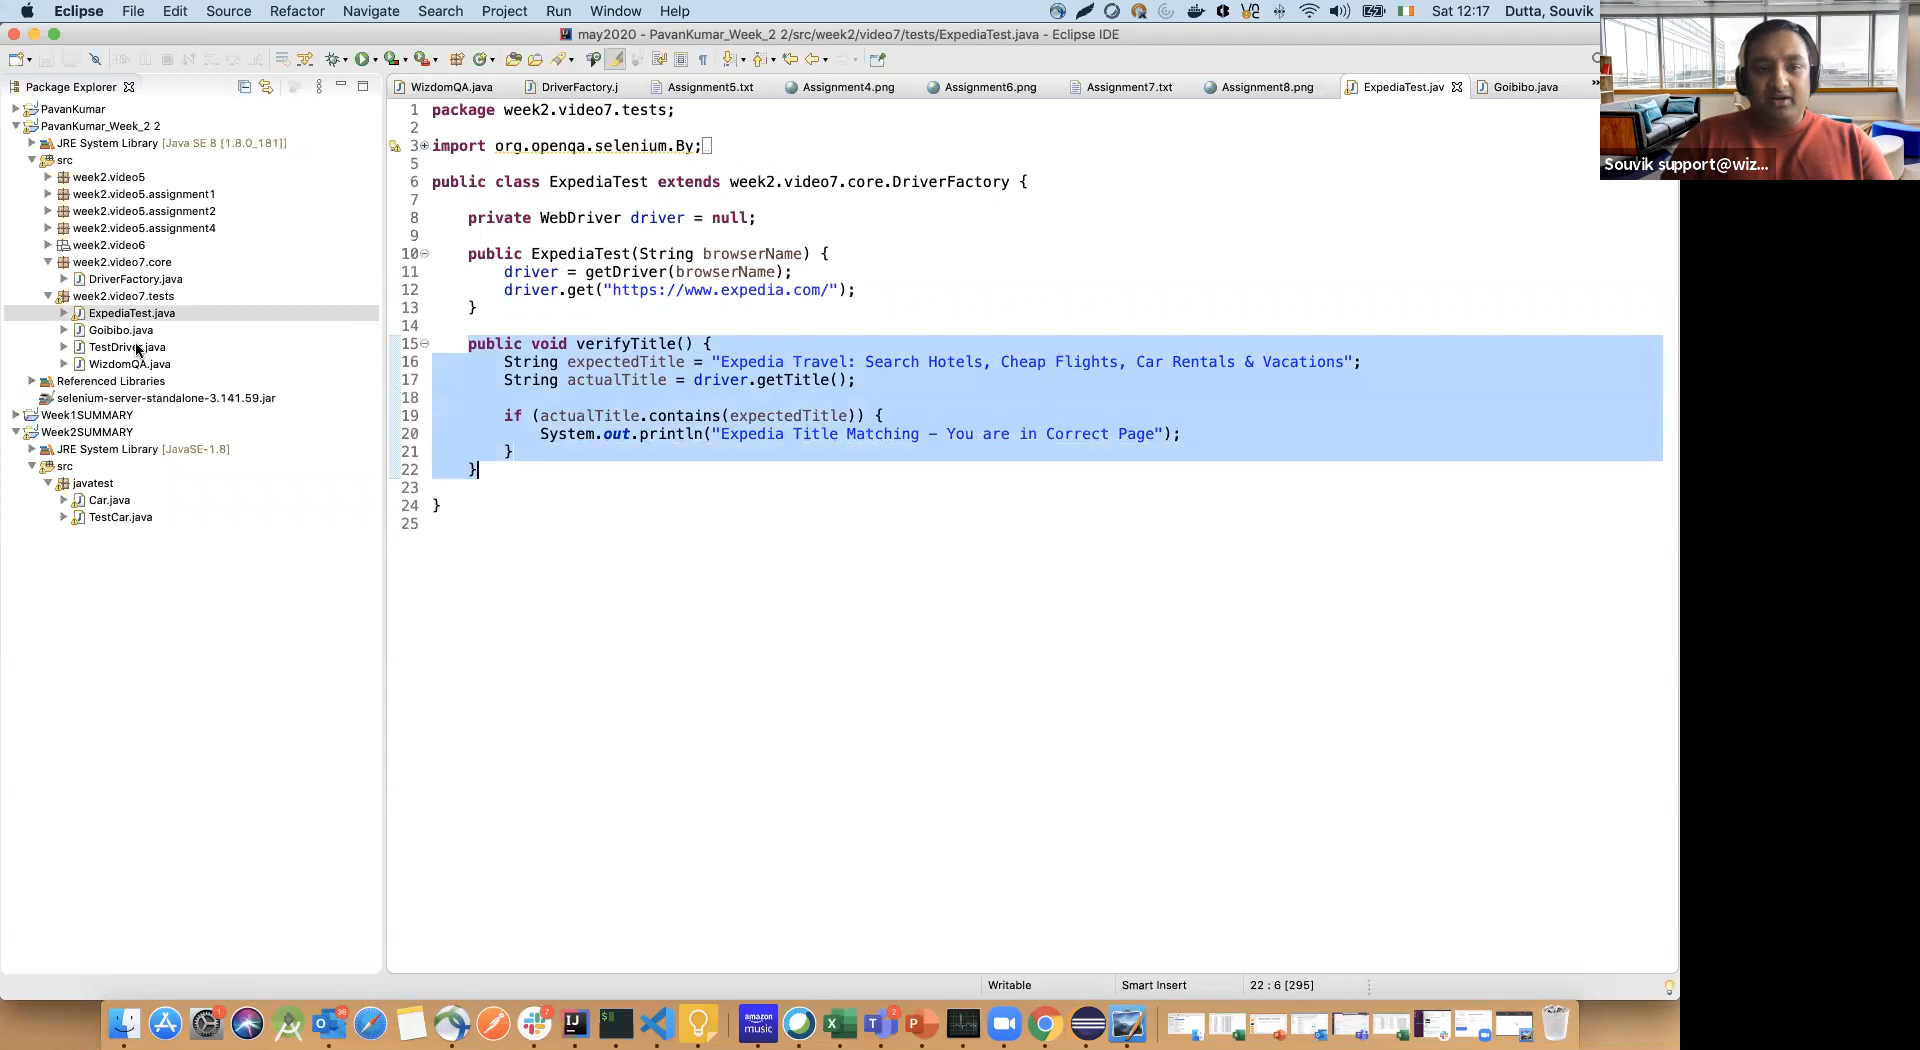 Eclipse File Edit Source Refactor Navigate Search Project Run Window Help Sat 12:17 Dutta, Souvik
may2020 - PavanKumar_Week_2 2/src/week2/video7/tests/ExpediaTest.java - Eclipse IDE
Package Explorer
WizdomQA.java DriverFactory.j Assignment5.txt Assignment4.png Assignment6.png Assignment7.txt Assignment8.png ExpediaTest.jav Goibibo.java
PavanKumar
PavanKumar_Week_2 2
JRE System Library [Java SE 8 [1.8.0_181]]
src
week2.video5
week2.video5.assignment1
week2.video5.assignment2
week2.video5.assignment4
week2.video6
week2.video7.core
DriverFactory.java
week2.video7.tests
ExpediaTest.java
Goibibo.java
TestDriver.java
WizdomQA.java
Referenced Libraries
selenium-server-standalone-3.141.59.jar
Week1SUMMARY
Week2SUMMARY
JRE System Library [JavaSE-1.8]
src
javatest
Car.java
TestCar.java
1 package week2.video7.tests;
2
3 import org.openqa.selenium.By;
5
6 public class ExpediaTest extends week2.video7.core.DriverFactory {
7
8 private WebDriver driver = null;
9
10 public ExpediaTest(String browserName) {
11 driver = getDriver(browserName);
12 driver.get("https://www.expedia.com/");
13 }
14
15 public void verifyTitle() {
16 String expectedTitle = "Expedia Travel: Search Hotels, Cheap Flights, Car Rentals & Vacations";
17 String actualTitle = driver.getTitle();
18
19 if (actualTitle.contains(expectedTitle)) {
20 System.out.println("Expedia Title Matching – You are in Correct Page");
21 }
22 }
23
24 }
25
Souvik support@wiz...
Writable Smart Insert 22 : 6 [295]
amazon
music